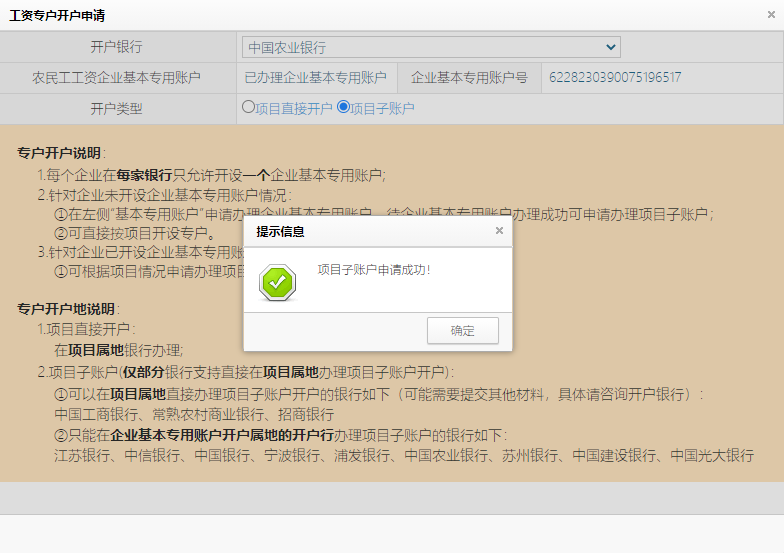 工资专户开户申请
开户银行 中国农业银行
农民工工资企业基本专用账户 已办理企业基本专用账户 企业基本专用账户号 6228230390075196517
开户类型 项目直接开户 项目子账户
专户开户说明:
1.每个企业在每家银行只允许开设一个企业基本专用账户;
2.针对企业未开设企业基本专用账户情况:
①在左侧“基本专用账户”申请办理企业基本专用账户，待企业基本专用账户办理成功可申请办理项目子账户;
②可直接按项目开设专户。
3.针对企业已开设企业基本专用账
①可根据项目情况申请办理项目
提示信息
项目子账户申请成功!
确定
专户开户地说明:
1.项目直接开户:
在项目属地银行办理;
2.项目子账户(仅部分银行支持直接在项目属地办理项目子账户开户):
①可以在项目属地直接办理项目子账户开户的银行如下（可能需要提交其他材料，具体请咨询开户银行）:
中国工商银行、常熟农村商业银行、招商银行
②只能在企业基本专用账户开户属地的开户行办理项目子账户的银行如下:
江苏银行、中信银行、中国银行、宁波银行、浦发银行、中国农业银行、苏州银行、中国建设银行、中国光大银行